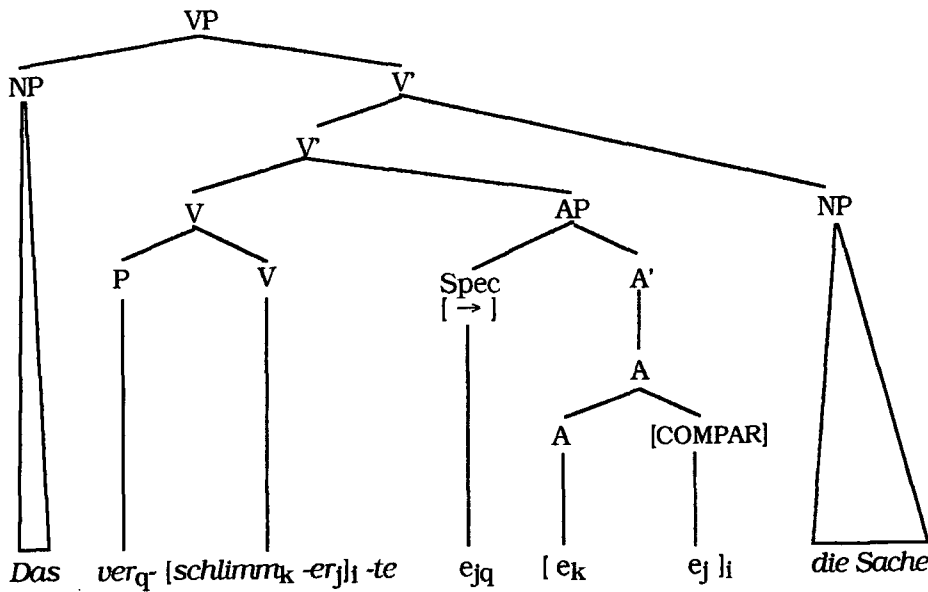 VP
NP V'
V'
V AP NP
P V Spec A'
[ → ]
A
A [COMPAR]
Das verq- [schlimmk -erj]i -te ejq [ ek ej ]i die Sache